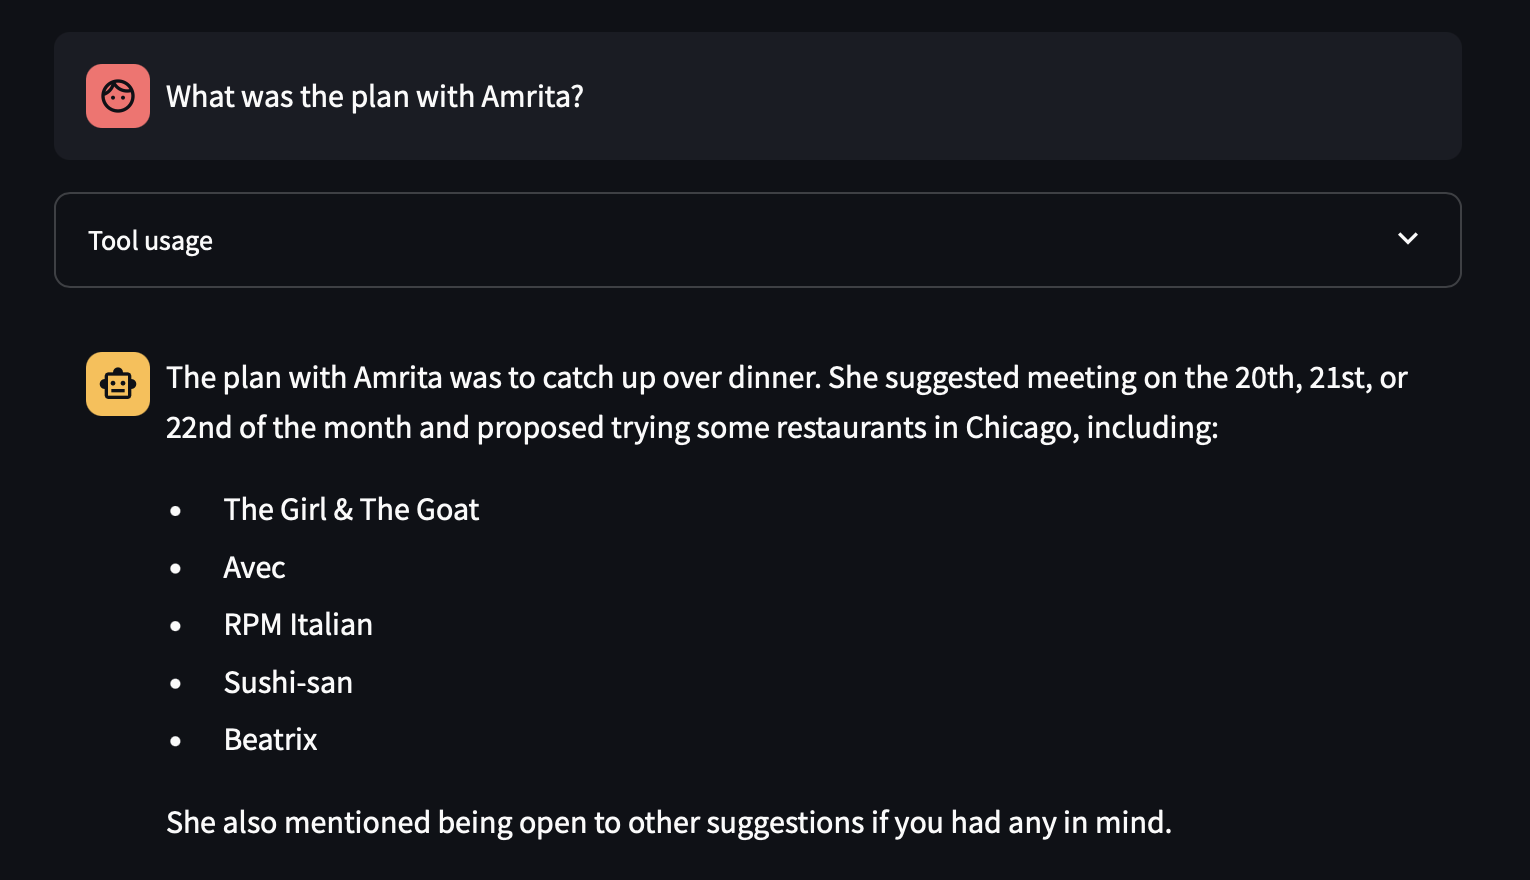 What was the plan with Amrita?
Tool usage
The plan with Amrita was to catch up over dinner. She suggested meeting on the 20th, 21st, or
22nd of the month and proposed trying some restaurants in Chicago, including:
• The Girl & The Goat
• Avec
• RPM Italian
• Sushi-san
• Beatrix
She also mentioned being open to other suggestions if you had any in mind.